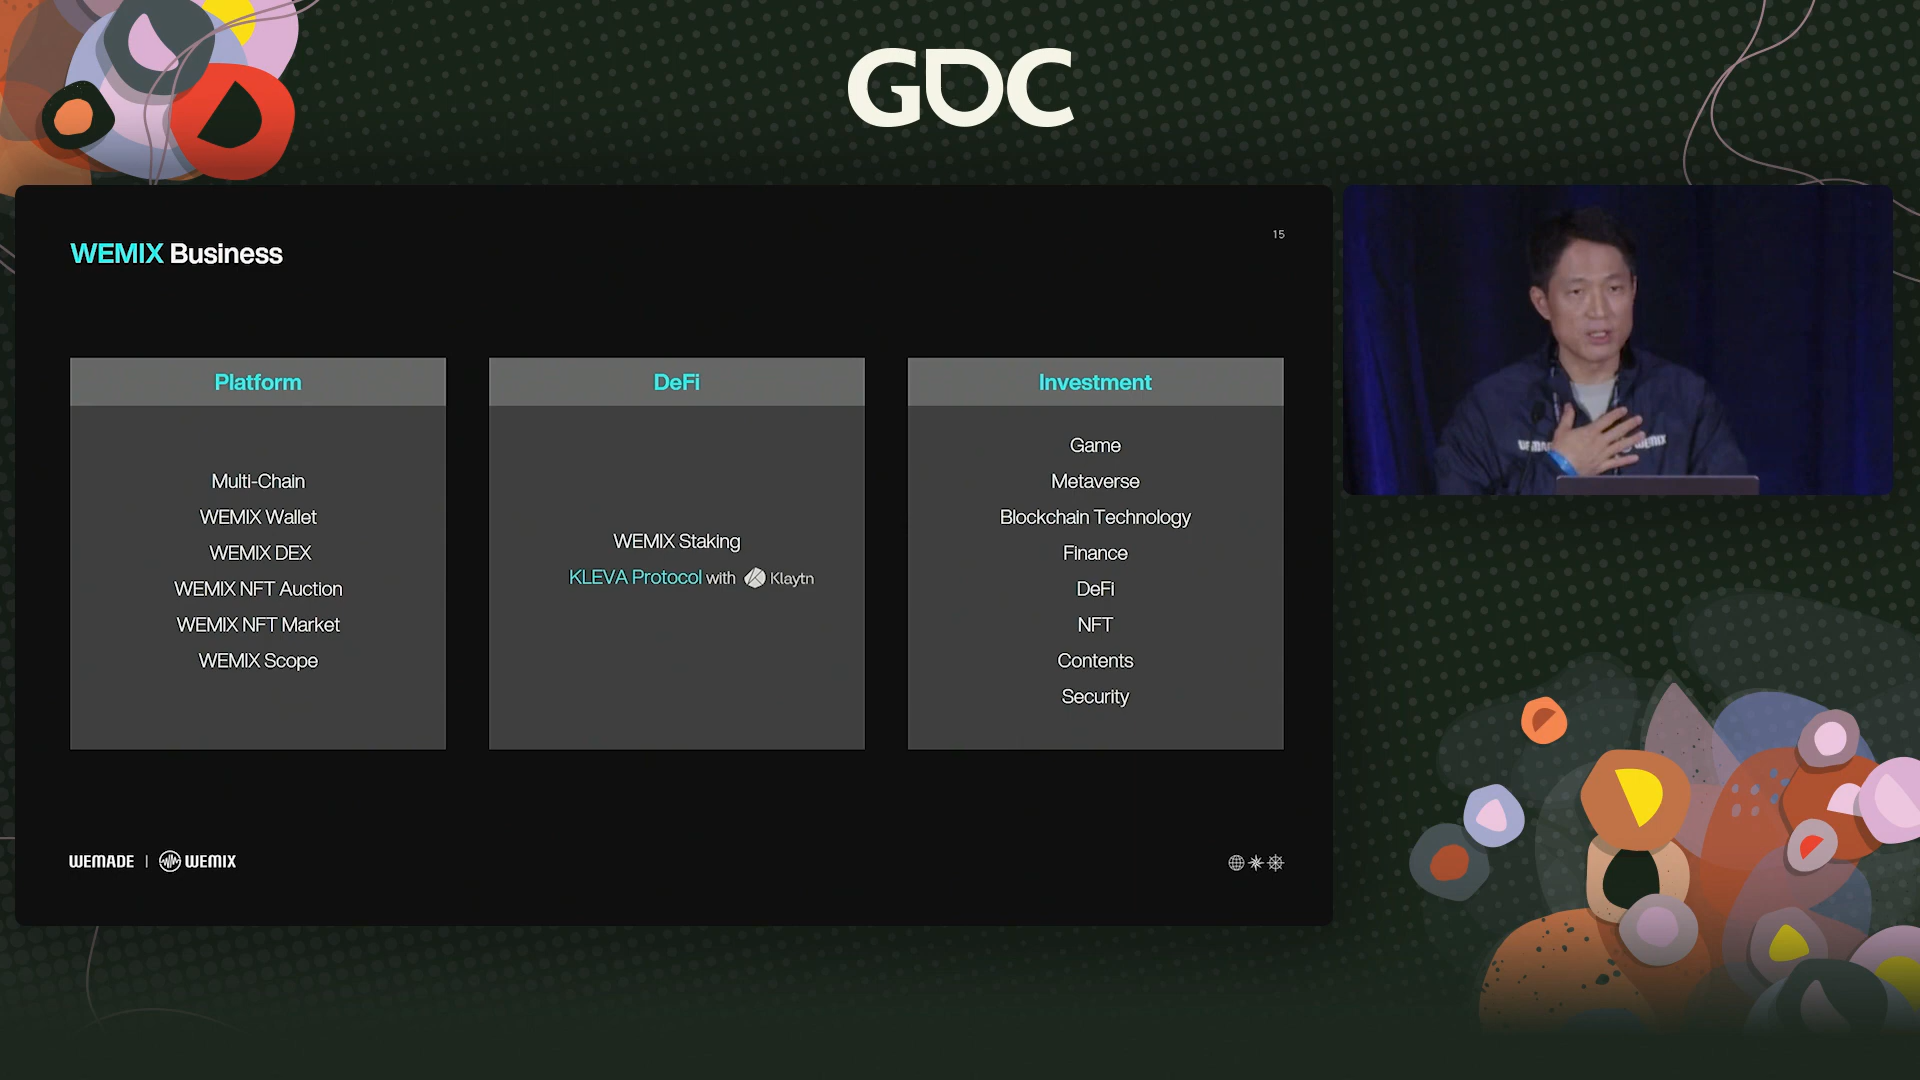 GDC
WEMIX Business
15
Platform
Multi-Chain
WEMIX Wallet
WEMIX DEX
WEMIX NFT Auction
WEMIX NFT Market
WEMIX Scope
DeFi
WEMIX Staking
KLEVA Protocol with Klaytn
Investment
Game
Metaverse
Blockchain Technology
Finance
DeFi
NFT
Contents
Security
WEMADE | WEMIX
WEMIX